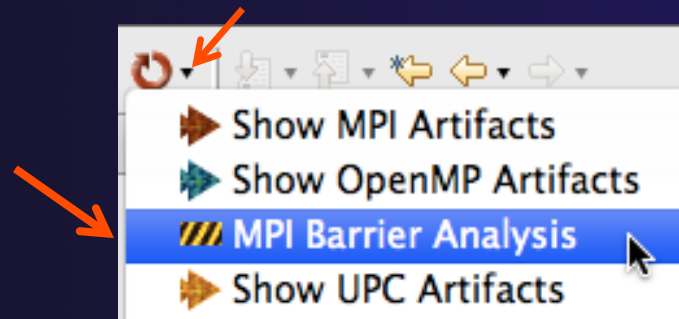 Show MPI Artifacts
Show OpenMP Artifacts
MPI Barrier Analysis
Show UPC Artifacts